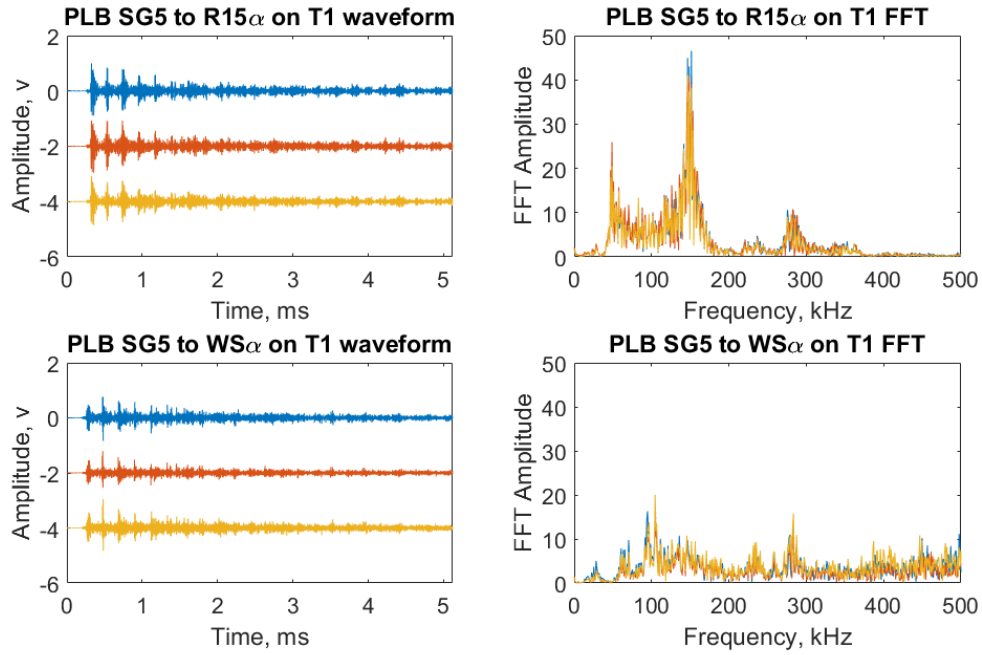 PLB SG5 to R15α on T1 waveform
2
0
-2
-4
-6
Amplitude, v
0 1 2 3 4 5
Time, ms
PLB SG5 to R15α on T1 FFT
50
40
30
20
10
0
FFT Amplitude
0 100 200 300 400 500
Frequency, kHz
PLB SG5 to WSα on T1 waveform
2
0
-2
-4
-6
Amplitude, v
0 1 2 3 4 5
Time, ms
PLB SG5 to WSα on T1 FFT
50
40
30
20
10
0
FFT Amplitude
0 100 200 300 400 500
Frequency, kHz